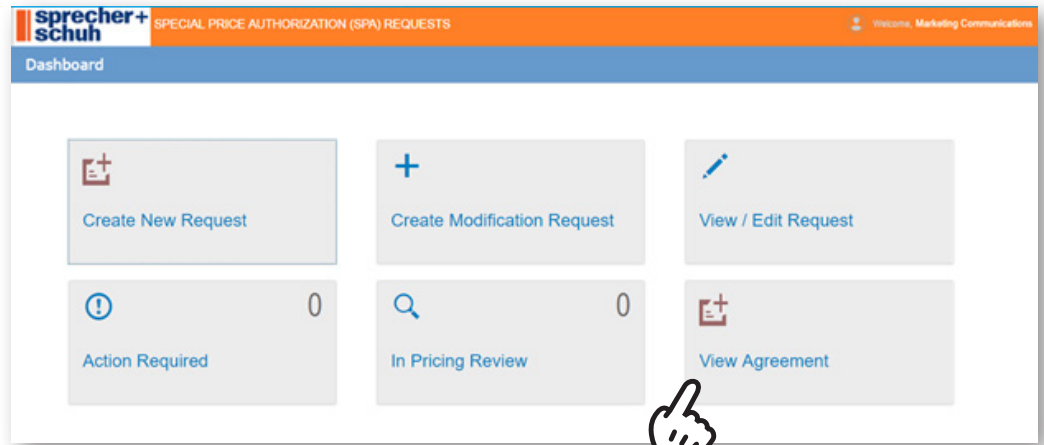 sprecher+
schuh
SPECIAL PRICE AUTHORIZATION (SPA) REQUESTS
Welcome, Marketing Communications
Dashboard
Create New Request
Create Modification Request
View / Edit Request
0
Action Required
0
In Pricing Review
View Agreement